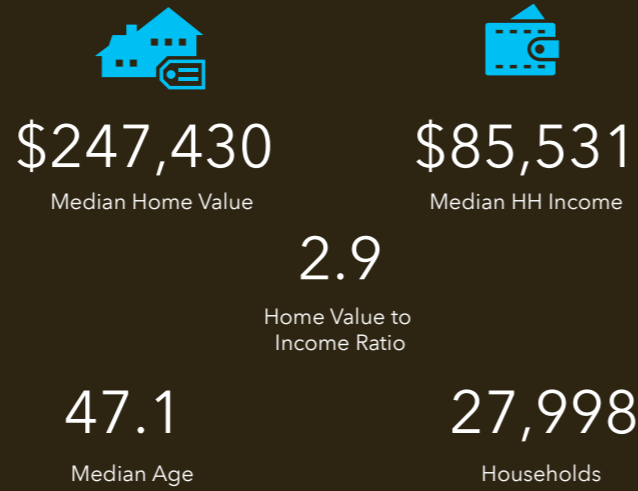 $247,430
Median Home Value
$85,531
Median HH Income
2.9
Home Value to
Income Ratio
47.1
Median Age
27,998
Households